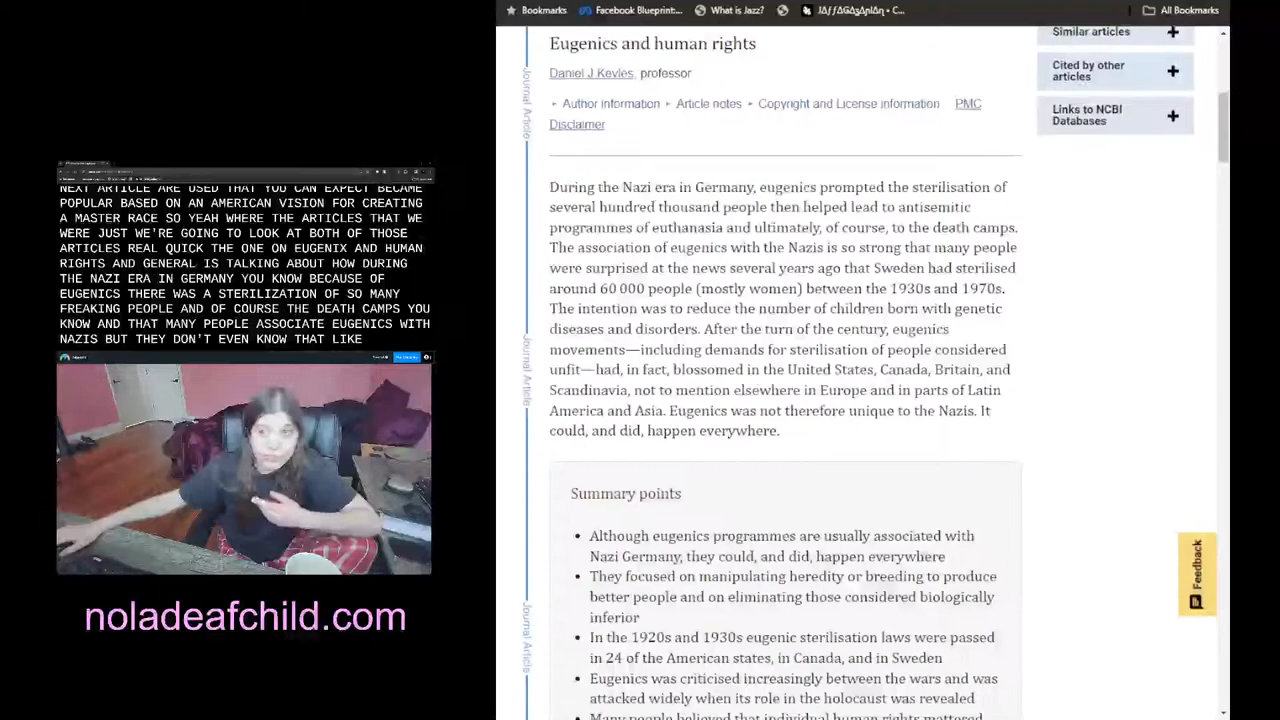 Bookmarks
Facebook Blueprint:...
What is Jazz?
All Bookmarks
NEXT ARTICLE ARE USED THAT YOU CAN EXPECT BECAME
POPULAR BASED ON AN AMERICAN VISION FOR CREATING
A MASTER RACE SO YEAH WHERE THE ARTICLES THAT WE
WERE JUST WE'RE GOING TO LOOK AT BOTH OF THOSE
ARTICLES REAL QUICK THE ONE ON EUGENIX AND HUMAN
RIGHTS AND GENERAL IS TALKING ABOUT HOW DURING
THE NAZI ERA IN GERMANY YOU KNOW BECAUSE OF
EUGENICS THERE WAS A STERILIZATION OF SO MANY
FREAKING PEOPLE AND OF COURSE THE DEATH CAMPS YOU
KNOW AND THAT MANY PEOPLE ASSOCIATE EUGENICS WITH
NAZIS BUT THEY DON'T EVEN KNOW THAT LIKE
noladeafchild.com
Eugenics and human rights
Daniel J Kevles, professor
Author information Article notes Copyright and License information PMC
Disclaimer
During the Nazi era in Germany, eugenics prompted the sterilisation of
several hundred thousand people then helped lead to antisemitic
programmes of euthanasia and ultimately, of course, to the death camps.
The association of eugenics with the Nazis is so strong that many people
were surprised at the news several years ago that Sweden had sterilised
around 60 000 people (mostly women) between the 1930s and 1970s.
The intention was to reduce the number of children born with genetic
diseases and disorders. After the turn of the century, eugenics
movements—including demands for sterilisation of people considered
unfit—had, in fact, blossomed in the United States, Canada, Britain, and
Scandinavia, not to mention elsewhere in Europe and in parts of Latin
America and Asia. Eugenics was not therefore unique to the Nazis. It
could, and did, happen everywhere.
Summary points
Although eugenics programmes are usually associated with
Nazi Germany, they could, and did, happen everywhere
They focused on manipulating heredity or breeding to produce
better people and on eliminating those considered biologically
inferior
In the 1920s and 1930s eugenic sterilisation laws were passed
in 24 of the American states, in Canada, and in Sweden
Eugenics was criticised increasingly between the wars and was
attacked widely when its role in the holocaust was revealed
Many people believed that individual human rights mattered
Similar articles
Cited by other
articles
Links to NCBI
Databases
Feedback
Journal Article
Journal Article
Journal Article